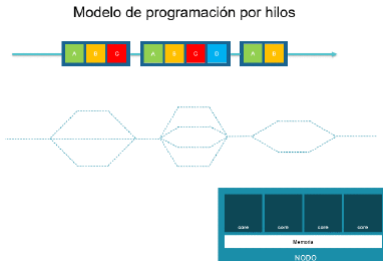 Modelo de programación por hilos
A B C A B C D A B
core core core core
Memoria
NODO